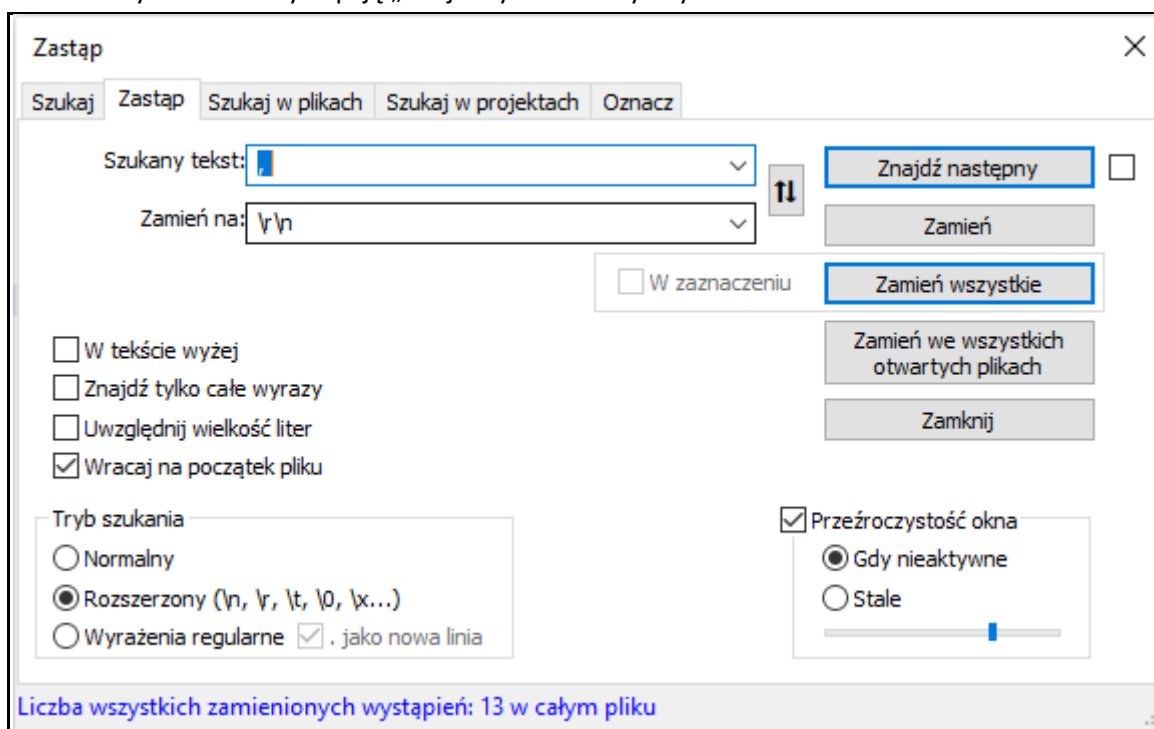 Zastąp
Szukaj Zastąp Szukaj w plikach Szukaj w projektach Oznacz
Szukany tekst: , Znajdź następny
Zamień na: \r\n Zamień
W zaznaczeniu Zamień wszystkie
Zamień we wszystkich
otwartych plikach
W tekście wyżej
Znajdź tylko całe wyrazy
Uwzględnij wielkość liter Zamknij
Wracaj na początek pliku
Tryb szukania Przeźroczystość okna
Normalny Gdy nieaktywne
Rozszerzony (\n, \r, \t, \0, \x...) Stale
Wyrażenia regularne . jako nowa linia
Liczba wszystkich zamienionych wystąpień: 13 w całym pliku